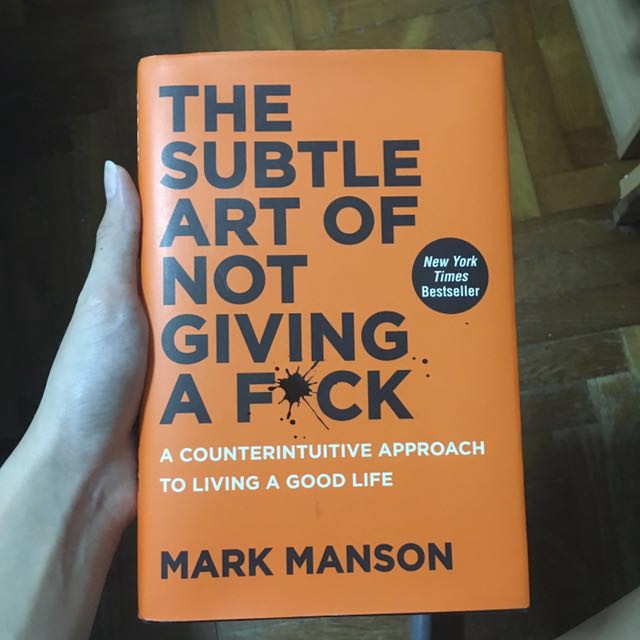 THE
SUBTLE
ART OF
NOT
GIVING
A F*CK
New York
Times
Bestseller
A COUNTERINTUITIVE APPROACH
TO LIVING A GOOD LIFE
MARK MANSON